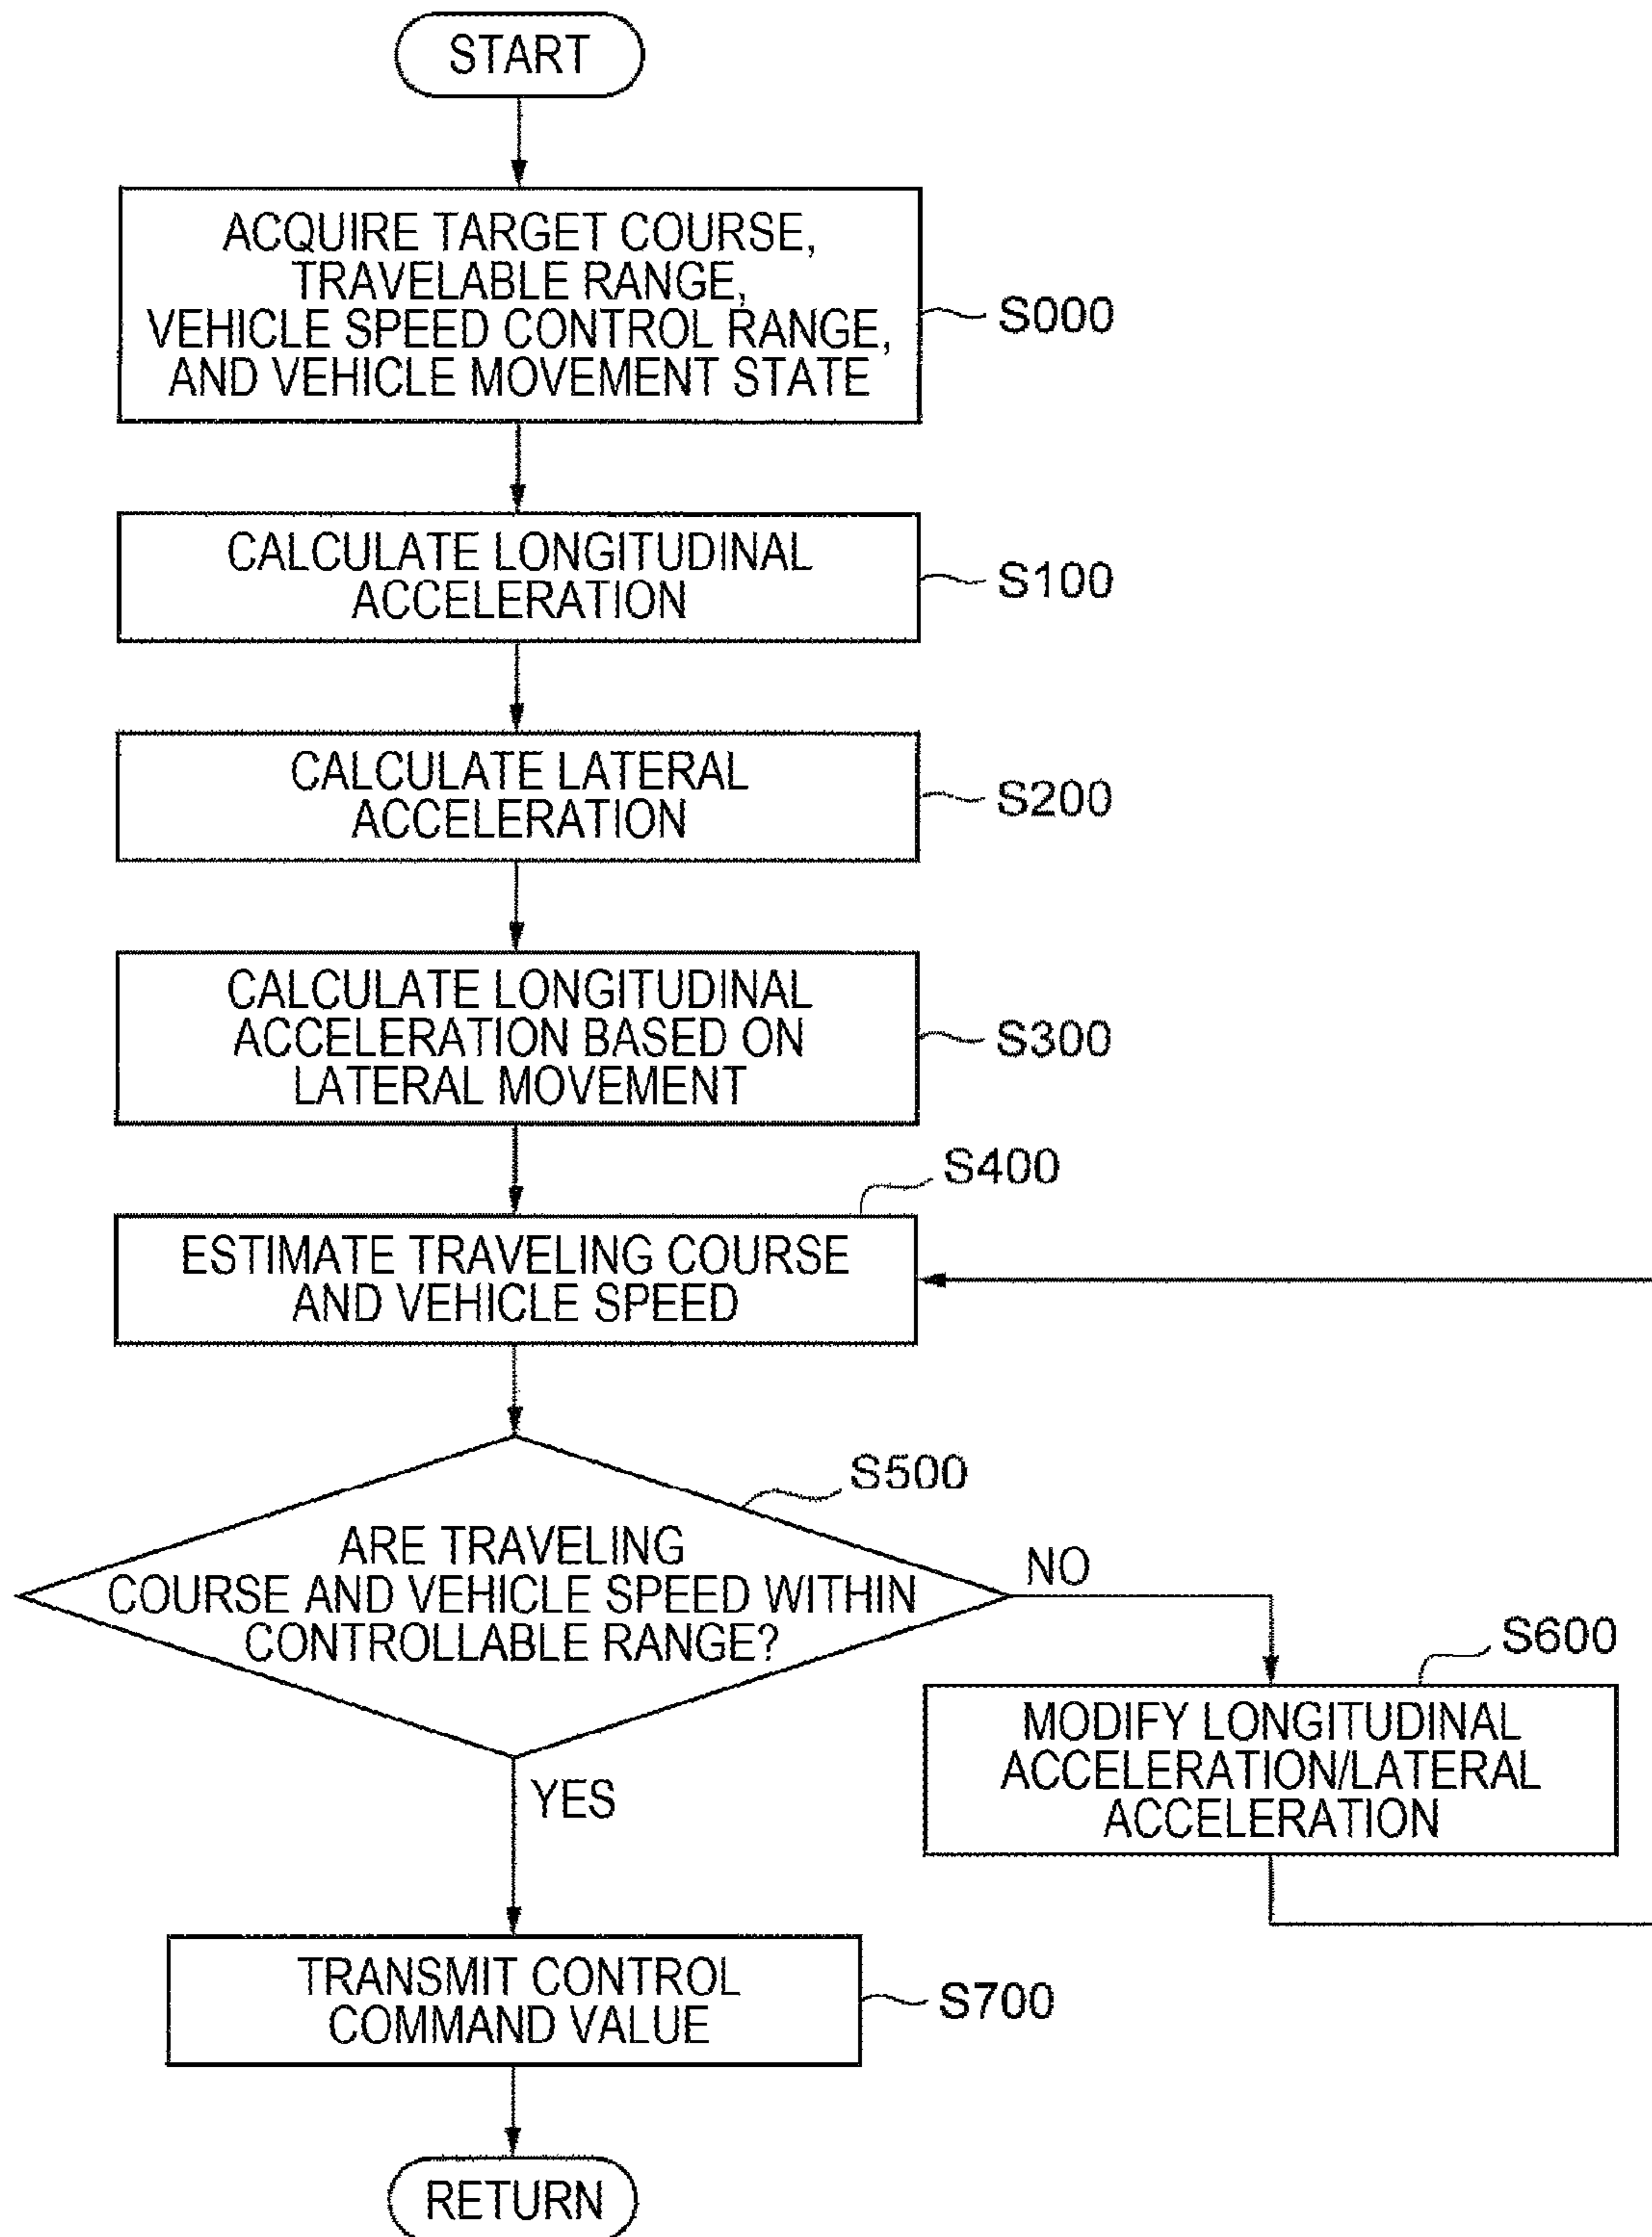 START
ACQUIRE TARGET COURSE,
TRAVELABLE RANGE,
VEHICLE SPEED CONTROL RANGE,
AND VEHICLE MOVEMENT STATE
S000
CALCULATE LONGITUDINAL
ACCELERATION
S100
CALCULATE LATERAL
ACCELERATION
S200
CALCULATE LONGITUDINAL
ACCELERATION BASED ON
LATERAL MOVEMENT
S300
S400
ESTIMATE TRAVELING COURSE
AND VEHICLE SPEED
S500
ARE TRAVELING
COURSE AND VEHICLE SPEED WITHIN
CONTROLLABLE RANGE?
NO
S600
MODIFY LONGITUDINAL
ACCELERATION/LATERAL
ACCELERATION
YES
TRANSMIT CONTROL
COMMAND VALUE
S700
RETURN